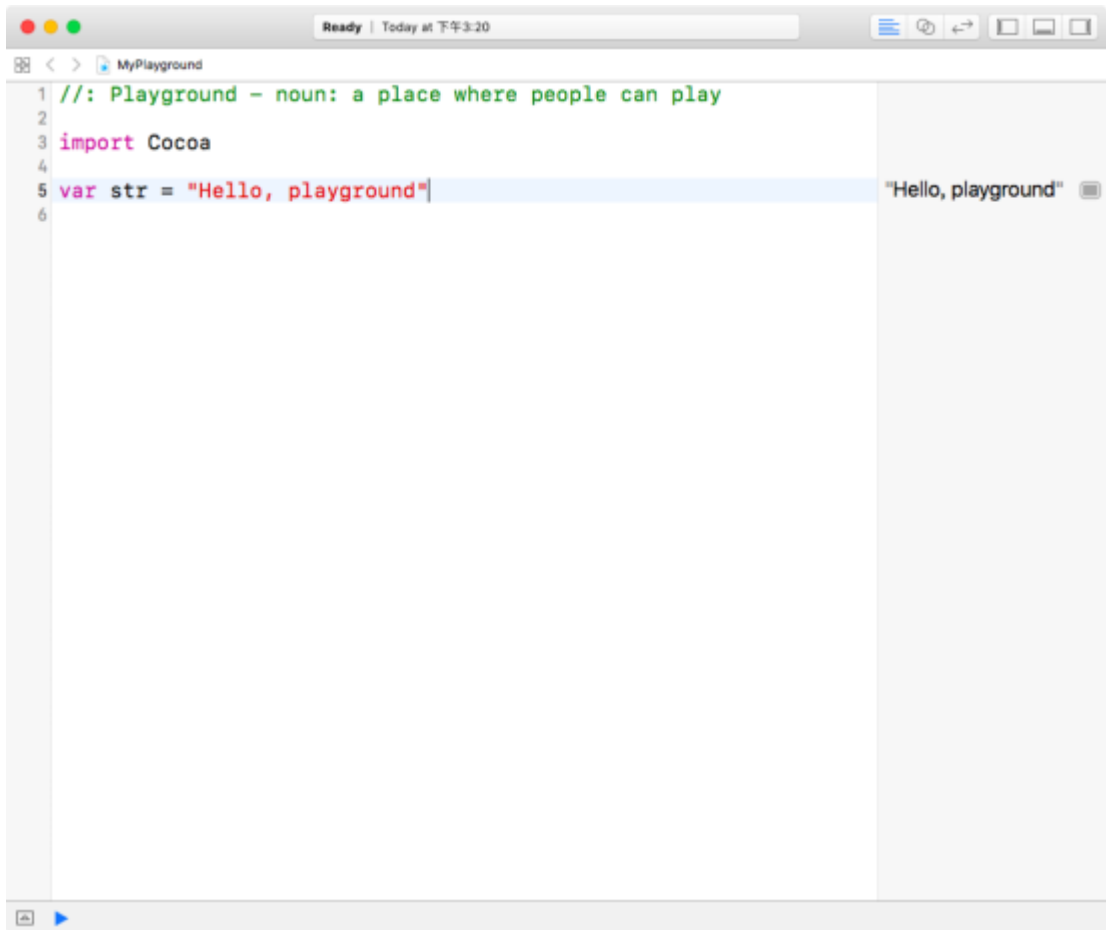 Ready | Today at 下午3:20
MyPlayground
1 //: Playground – noun: a place where people can play
2
3 import Cocoa
4
5 var str = "Hello, playground"
"Hello, playground"
6